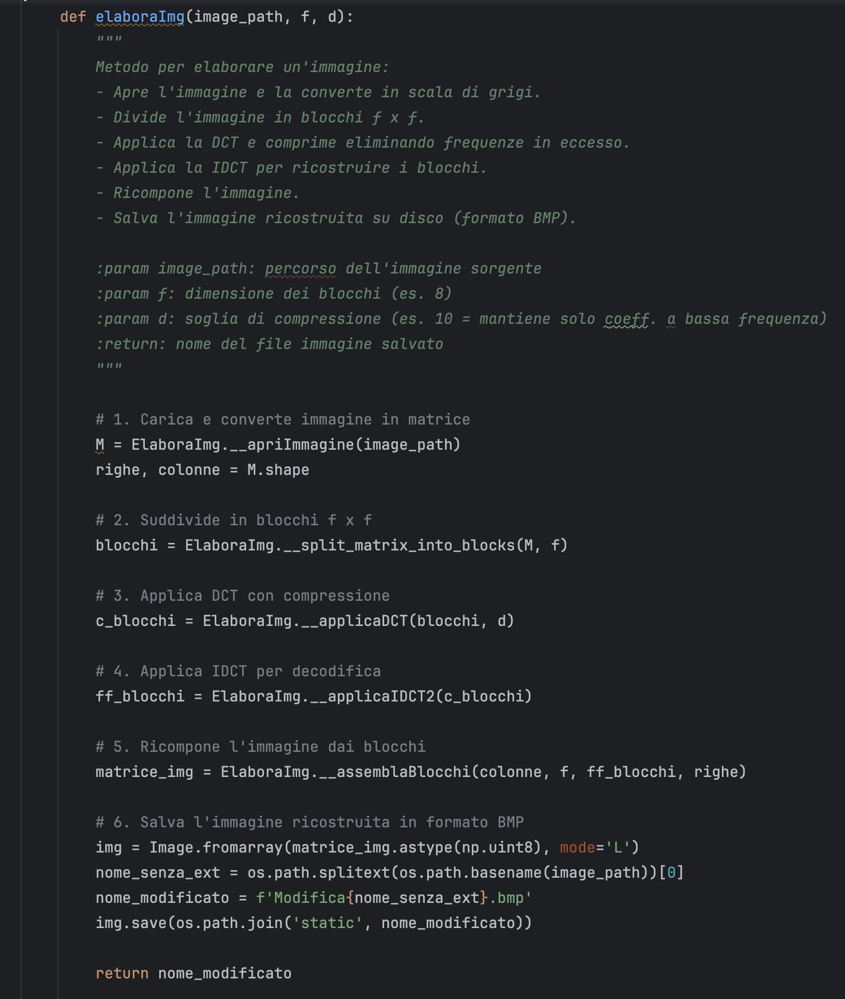 def elaboraImg(image_path, f, d):
"""
Metodo per elaborare un'immagine:
- Apre l'immagine e la converte in scala di grigi.
- Divide l'immagine in blocchi f x f.
- Applica la DCT e comprime eliminando frequenze in eccesso.
- Applica la IDCT per ricostruire i blocchi.
- Ricompone l'immagine.
- Salva l'immagine ricostruita su disco (formato BMP).
:param image_path: percorso dell'immagine sorgente
:param f: dimensione dei blocchi (es. 8)
:param d: soglia di compressione (es. 10 = mantiene solo coeff. a bassa frequenza)
:return: nome del file immagine salvato
"""
# 1. Carica e converte immagine in matrice
M = ElaboraImg.__apriImmagine(image_path)
righe, colonne = M.shape
# 2. Suddivide in blocchi f x f
blocchi = ElaboraImg.__split_matrix_into_blocks(M, f)
# 3. Applica DCT con compressione
c_blocchi = ElaboraImg.__applicaDCT(blocchi, d)
# 4. Applica IDCT per decodifica
ff_blocchi = ElaboraImg.__applicaIDCT2(c_blocchi)
# 5. Ricompone l'immagine dai blocchi
matrice_img = ElaboraImg.__assemblaBlocchi(colonne, f, ff_blocchi, righe)
# 6. Salva l'immagine ricostruita in formato BMP
img = Image.fromarray(matrice_img.astype(np.uint8), mode='L')
nome_senza_ext = os.path.splitext(os.path.basename(image_path))[0]
nome_modificato = f'Modifica{nome_senza_ext}.bmp'
img.save(os.path.join('static', nome_modificato))
return nome_modificato